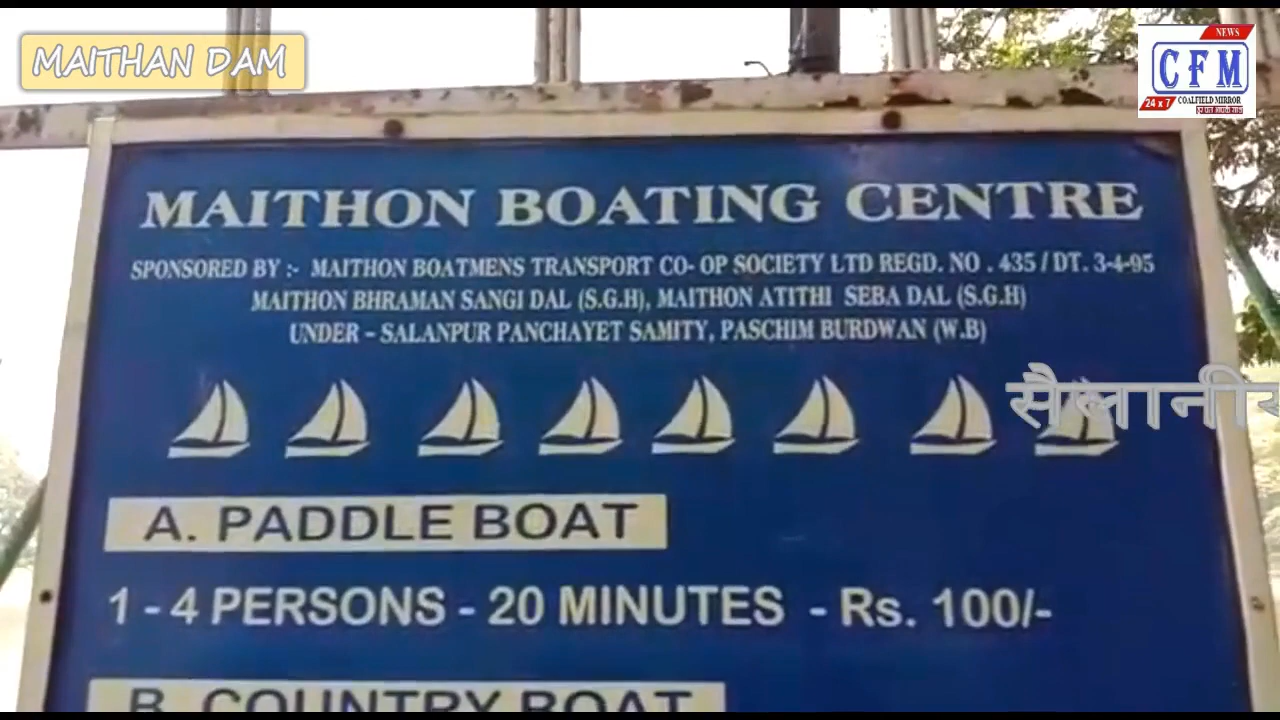 MAITHAN DAM
NEWS
CFM
24 x 7 COALFIELD MIRROR
MAITHON BOATING CENTRE
SPONSORED BY :- MAITHON BOATMENS TRANSPORT CO- OP SOCIETY LTD REGD. NO . 435 / DT. 3-4-95
MAITHON BHRAMAN SANGI DAL (S.G.H), MAITHON ATITHI SEBA DAL (S.G.H)
UNDER – SALANPUR PANCHAYET SAMITY, PASCHIM BURDWAN (W.B)
A. PADDLE BOAT
1 - 4 PERSONS - 20 MINUTES - Rs. 100/-
B. COUNTRY BOAT